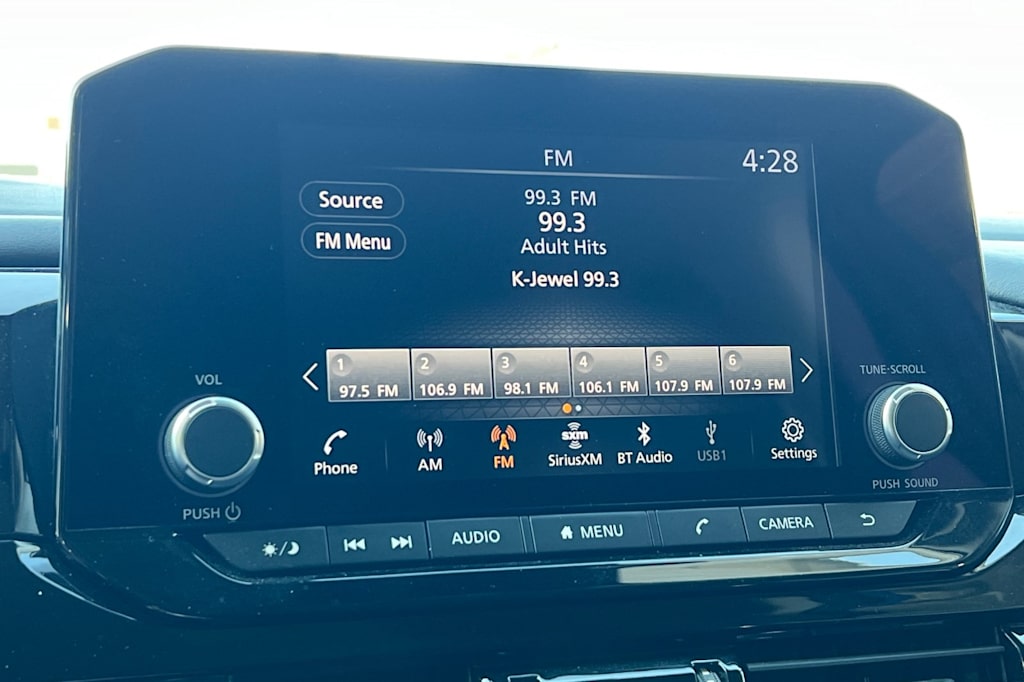 FM
4:28
Source
99.3 FM
99.3
FM Menu
Adult Hits
K-Jewel 99.3
1 2 3 4 5 6
97.5 FM 106.9 FM 98.1 FM 106.1 FM 107.9 FM 107.9 FM
VOL
TUNE·SCROLL
Phone AM FM sxm SiriusXM BT Audio USB1 Settings
PUSH
PUSH SOUND
AUDIO MENU CAMERA